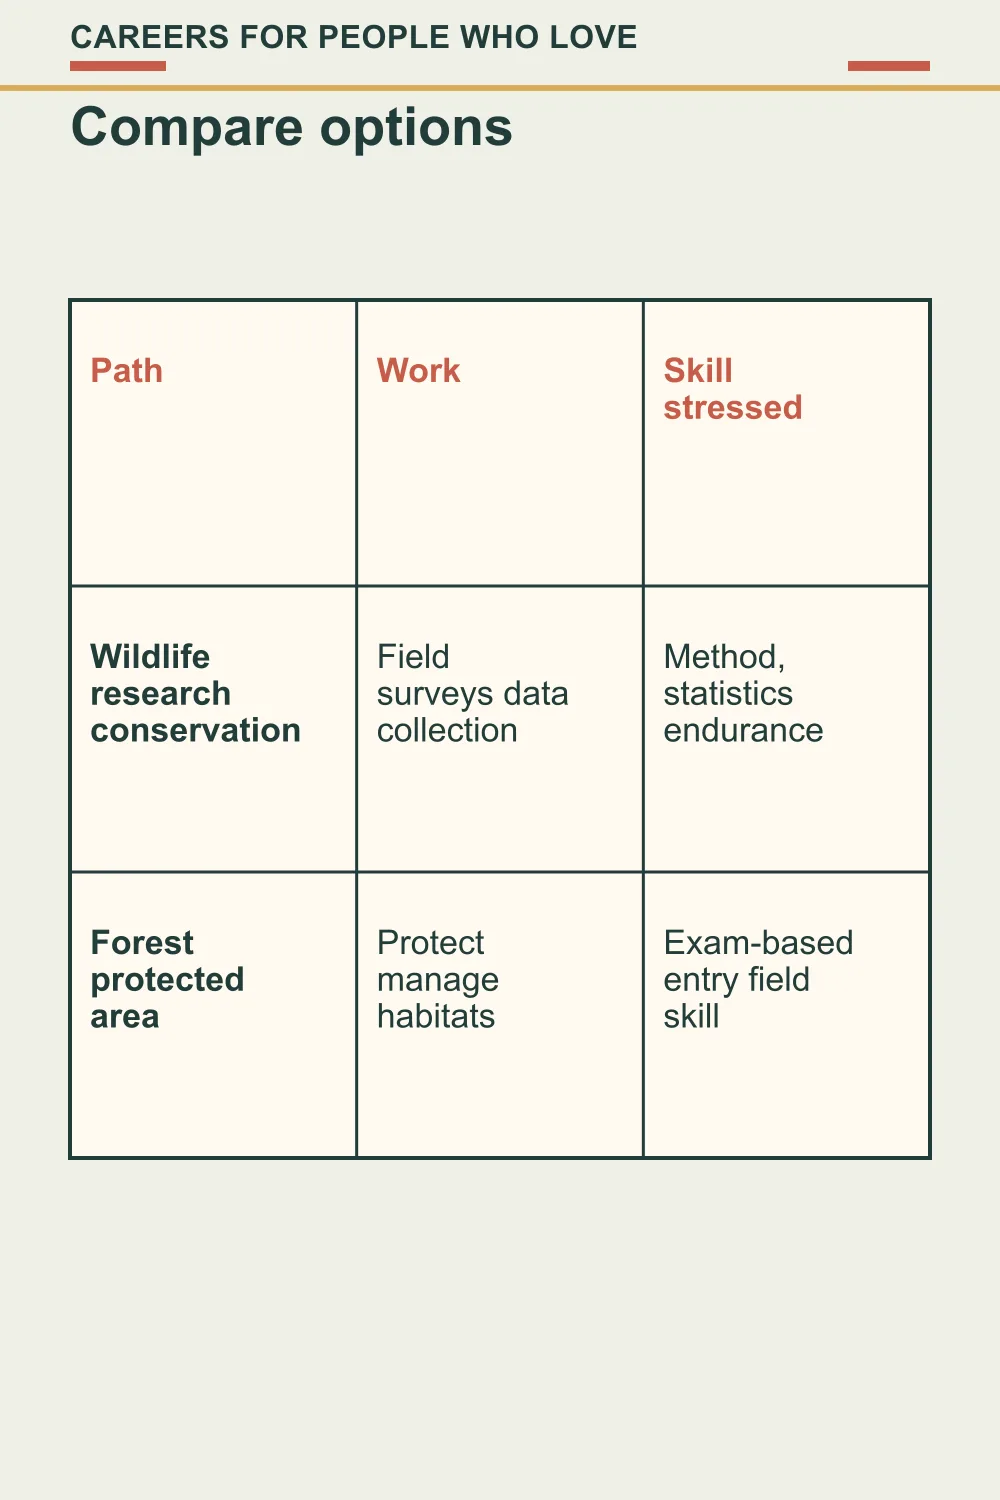 CAREERS FOR PEOPLE WHO LOVE
Compare options
Path
Work
Skill
stressed
Wildlife
research
conservation
Field
surveys data
collection
Method,
statistics
endurance
Forest
protected
area
Protect
manage
habitats
Exam-based
entry field
skill